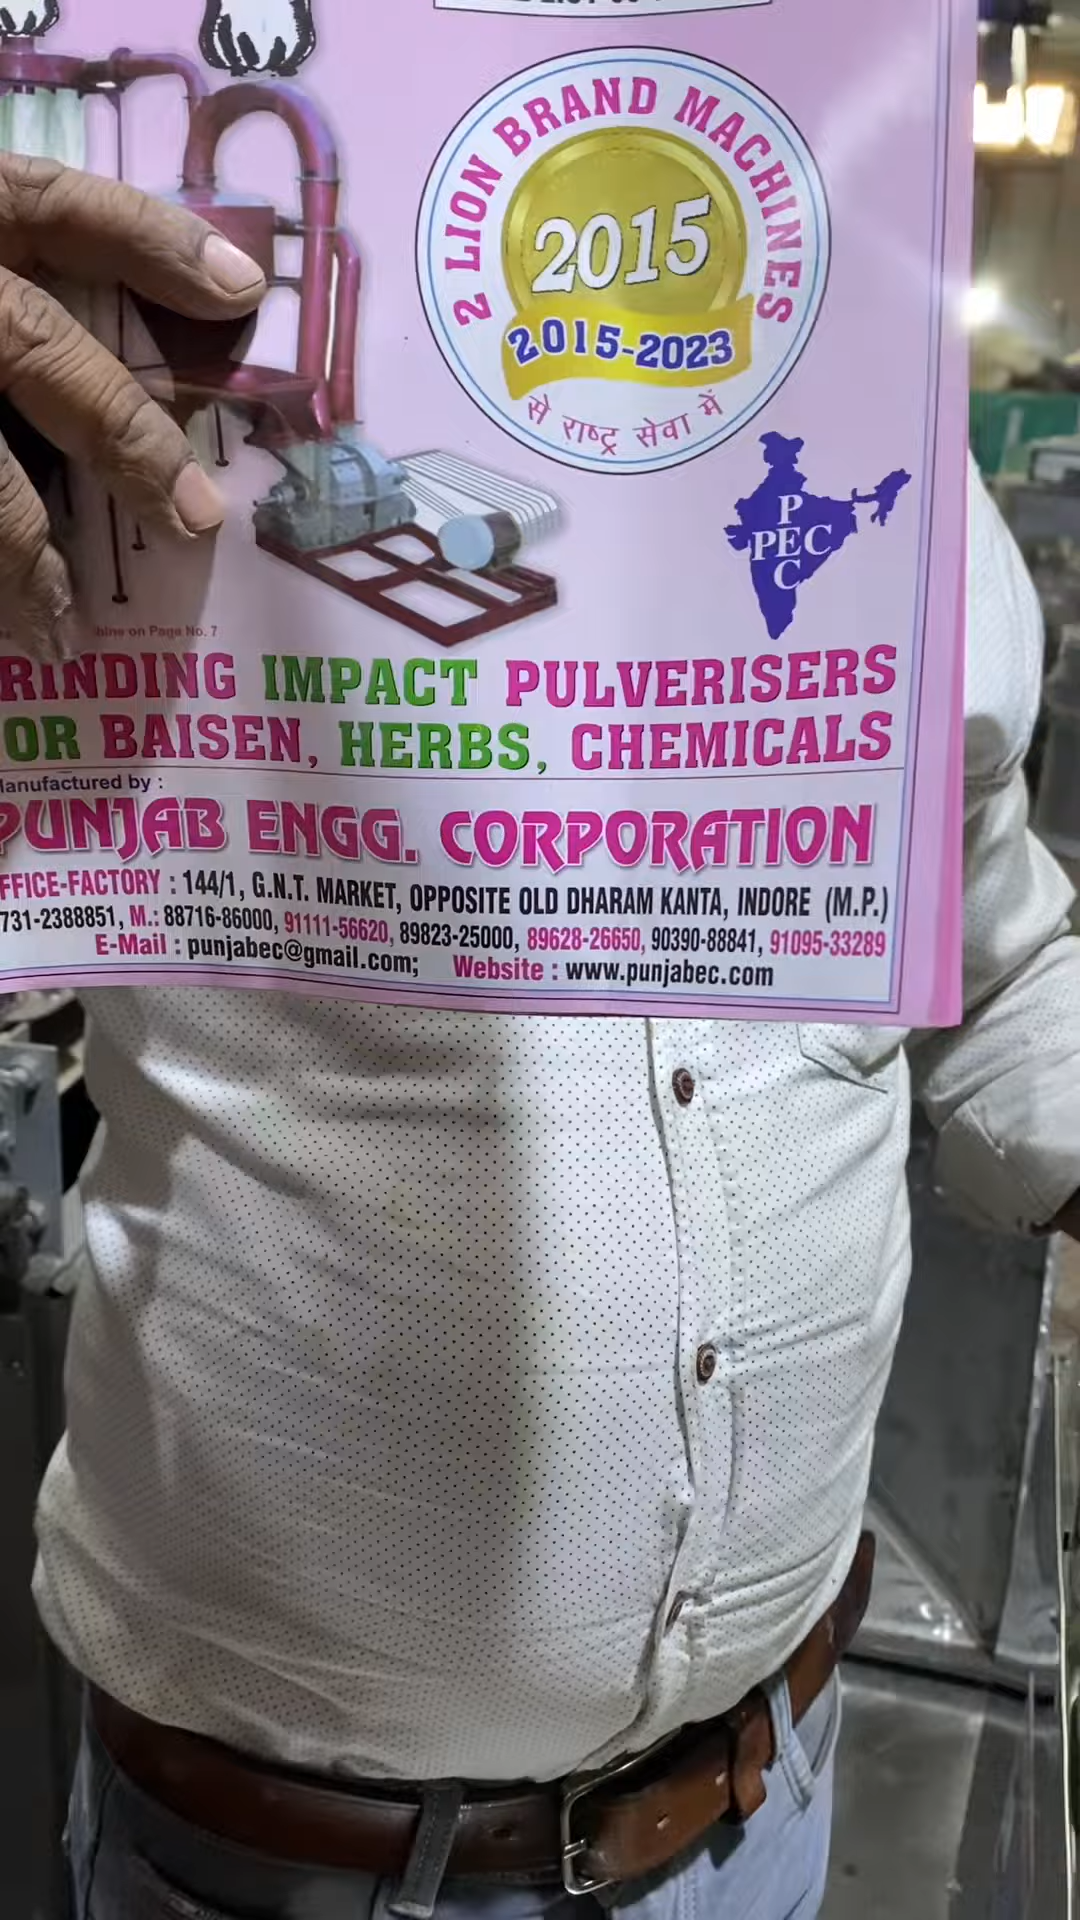 2 LION BRAND MACHINES
2015
2015-2023
से राष्ट्र सेवा में
P
PEC
C
on Page No. 7
RINDING IMPACT PULVERISERS
OR BAISEN, HERBS, CHEMICALS
Manufactured by :
PUNJAB ENGG. CORPORATION
FFICE-FACTORY : 144/1, G.N.T. MARKET, OPPOSITE OLD DHARAM KANTA, INDORE (M.P.)
731-2388851, M.: 88716-86000, 91111-56620, 89823-25000, 89628-26650, 90390-88841, 91095-33289
E-Mail : punjabec@gmail.com; Website : www.punjabec.com